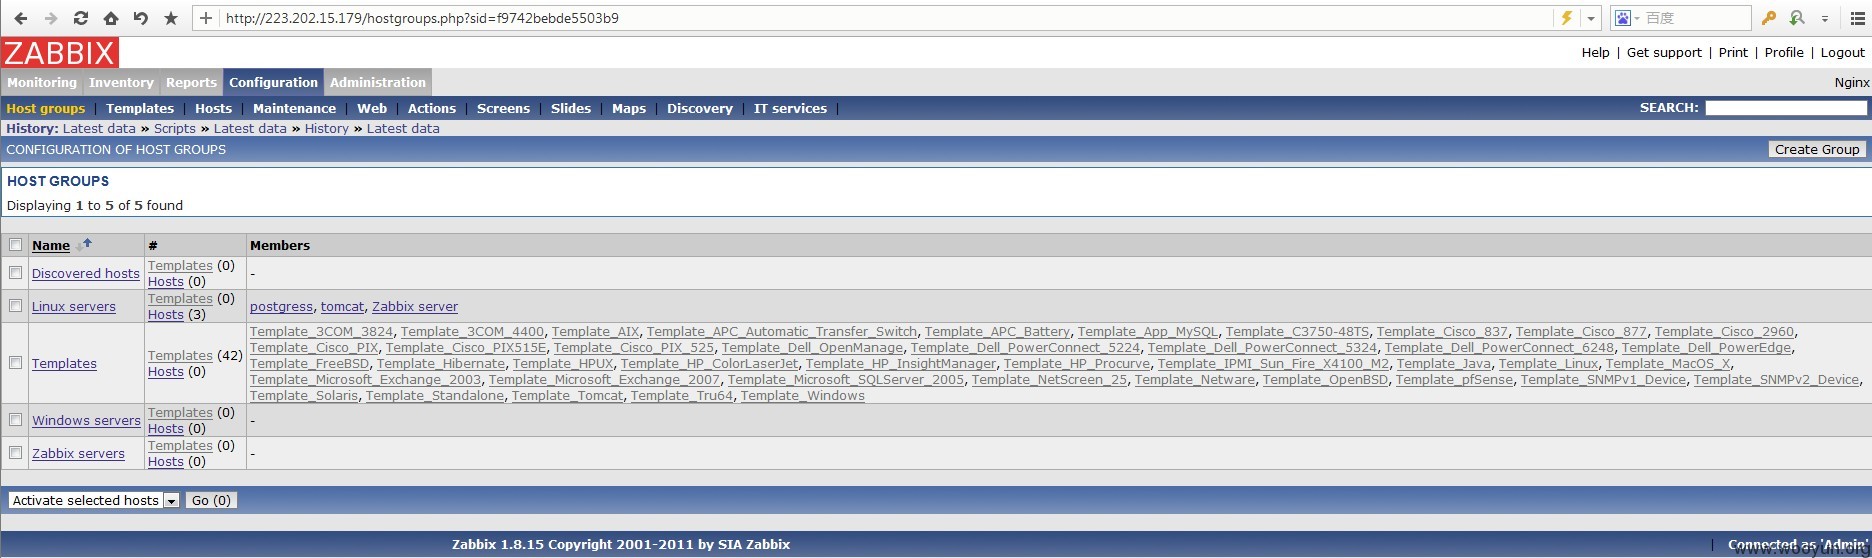 http://223.202.15.179/hostgroups.php?sid=f9742bebde5503b9 百度
ZABBIX
Help | Get support | Print | Profile | Logout
Monitoring Inventory Reports Configuration Administration Nginx
Host groups | Templates | Hosts | Maintenance | Web | Actions | Screens | Slides | Maps | Discovery | IT services | SEARCH:
History: Latest data » Scripts » Latest data » History » Latest data
CONFIGURATION OF HOST GROUPS Create Group
HOST GROUPS
Displaying 1 to 5 of 5 found
Name # Members
Discovered hosts Templates (0) -
Hosts (0)
Linux servers Templates (0) postgress, tomcat, Zabbix server
Hosts (3)
Templates Templates (42)
Hosts (0)
Template_3COM_3824, Template_3COM_4400, Template_AIX, Template_APC_Automatic_Transfer_Switch, Template_APC_Battery, Template_App_MySQL, Template_C3750-48TS, Template_Cisco_837, Template_Cisco_877, Template_Cisco_2960,
Template_Cisco_PIX, Template_Cisco_PIX515E, Template_Cisco_PIX_525, Template_Dell_OpenManage, Template_Dell_PowerConnect_5224, Template_Dell_PowerConnect_5324, Template_Dell_PowerConnect_6248, Template_Dell_PowerEdge,
Template_FreeBSD, Template_Hibernate, Template_HPUX, Template_HP_ColorLaserJet, Template_HP_InsightManager, Template_HP_Procurve, Template_IPMI_Sun_Fire_X4100_M2, Template_Java, Template_Linux, Template_MacOS_X,
Template_Microsoft_Exchange_2003, Template_Microsoft_Exchange_2007, Template_Microsoft_SQLServer_2005, Template_NetScreen_25, Template_Netware, Template_OpenBSD, Template_pfSense, Template_SNMPv1_Device, Template_SNMPv2_Device,
Template_Solaris, Template_Standalone, Template_Tomcat, Template_Tru64, Template_Windows
Windows servers Templates (0) -
Hosts (0)
Zabbix servers Templates (0) -
Hosts (0)
Activate selected hosts Go (0)
Zabbix 1.8.15 Copyright 2001-2011 by SIA Zabbix | Connected as 'Admin'
www.wooyun.org